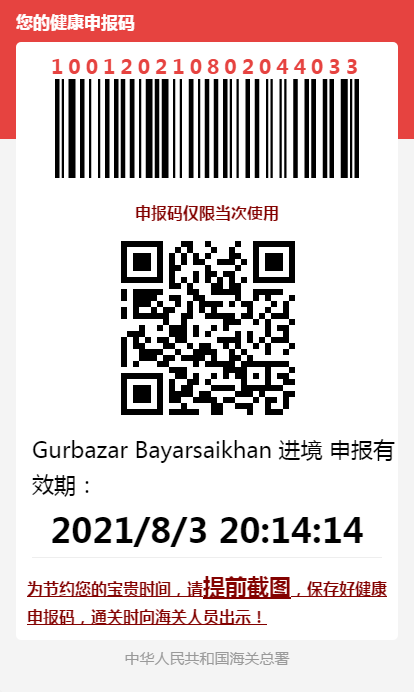 您的健康申报码
100120210802044033
申报码仅限当次使用
Gurbazar Bayarsaikhan 进境 申报有
效期：
2021/8/3 20:14:14
为节约您的宝贵时间，请提前截图，保存好健康
申报码，通关时向海关人员出示！
中华人民共和国海关总署